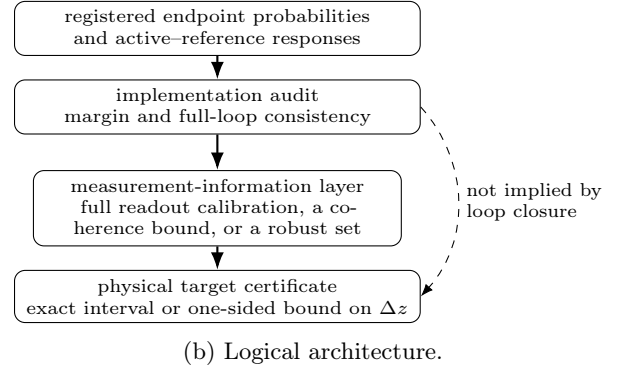 registered endpoint probabilities
and active–reference responses
implementation audit
margin and full-loop consistency
measurement-information layer
full readout calibration, a co-
herence bound, or a robust set
not implied by
loop closure
physical target certificate
exact interval or one-sided bound on Δz
(b) Logical architecture.